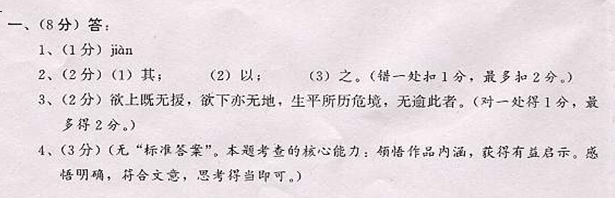 一、（8分）答：
1、（1分）jiàn
2、（2分）（1）其； （2）以； （3）之。（错一处扣1分，最多扣2分。）
3、（2分）欲上既无援，欲下亦无地，生平所历危境，无逾此者。（对一处得1分，最
多得2分。）
4、（3分）（无“标准答案”。本题考查的核心能力：领悟作品内涵，获得有益启示。感
悟明确，符合文意，思考得当即可。）